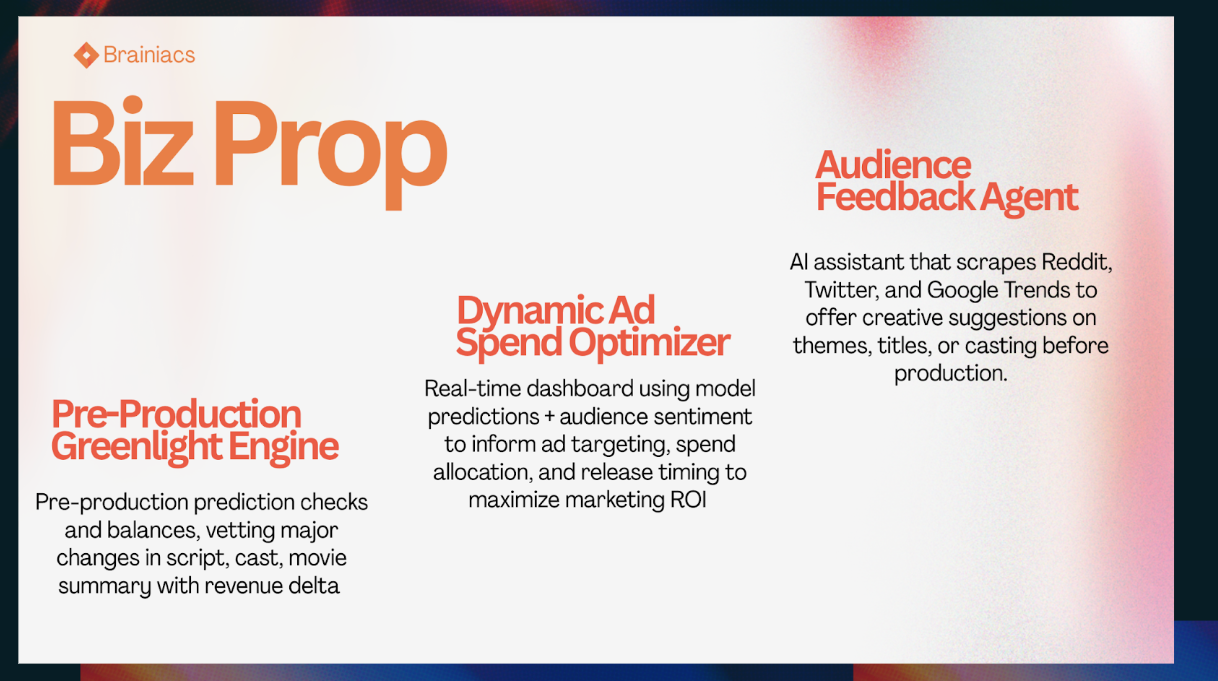 Brainiacs
Biz Prop
Pre-Production
Greenlight Engine
Pre-production prediction checks
and balances, vetting major
changes in script, cast, movie
summary with revenue delta
Dynamic Ad
Spend Optimizer
Real-time dashboard using model
predictions + audience sentiment
to inform ad targeting, spend
allocation, and release timing to
maximize marketing ROI
Audience
Feedback Agent
AI assistant that scrapes Reddit,
Twitter, and Google Trends to
offer creative suggestions on
themes, titles, or casting before
production.